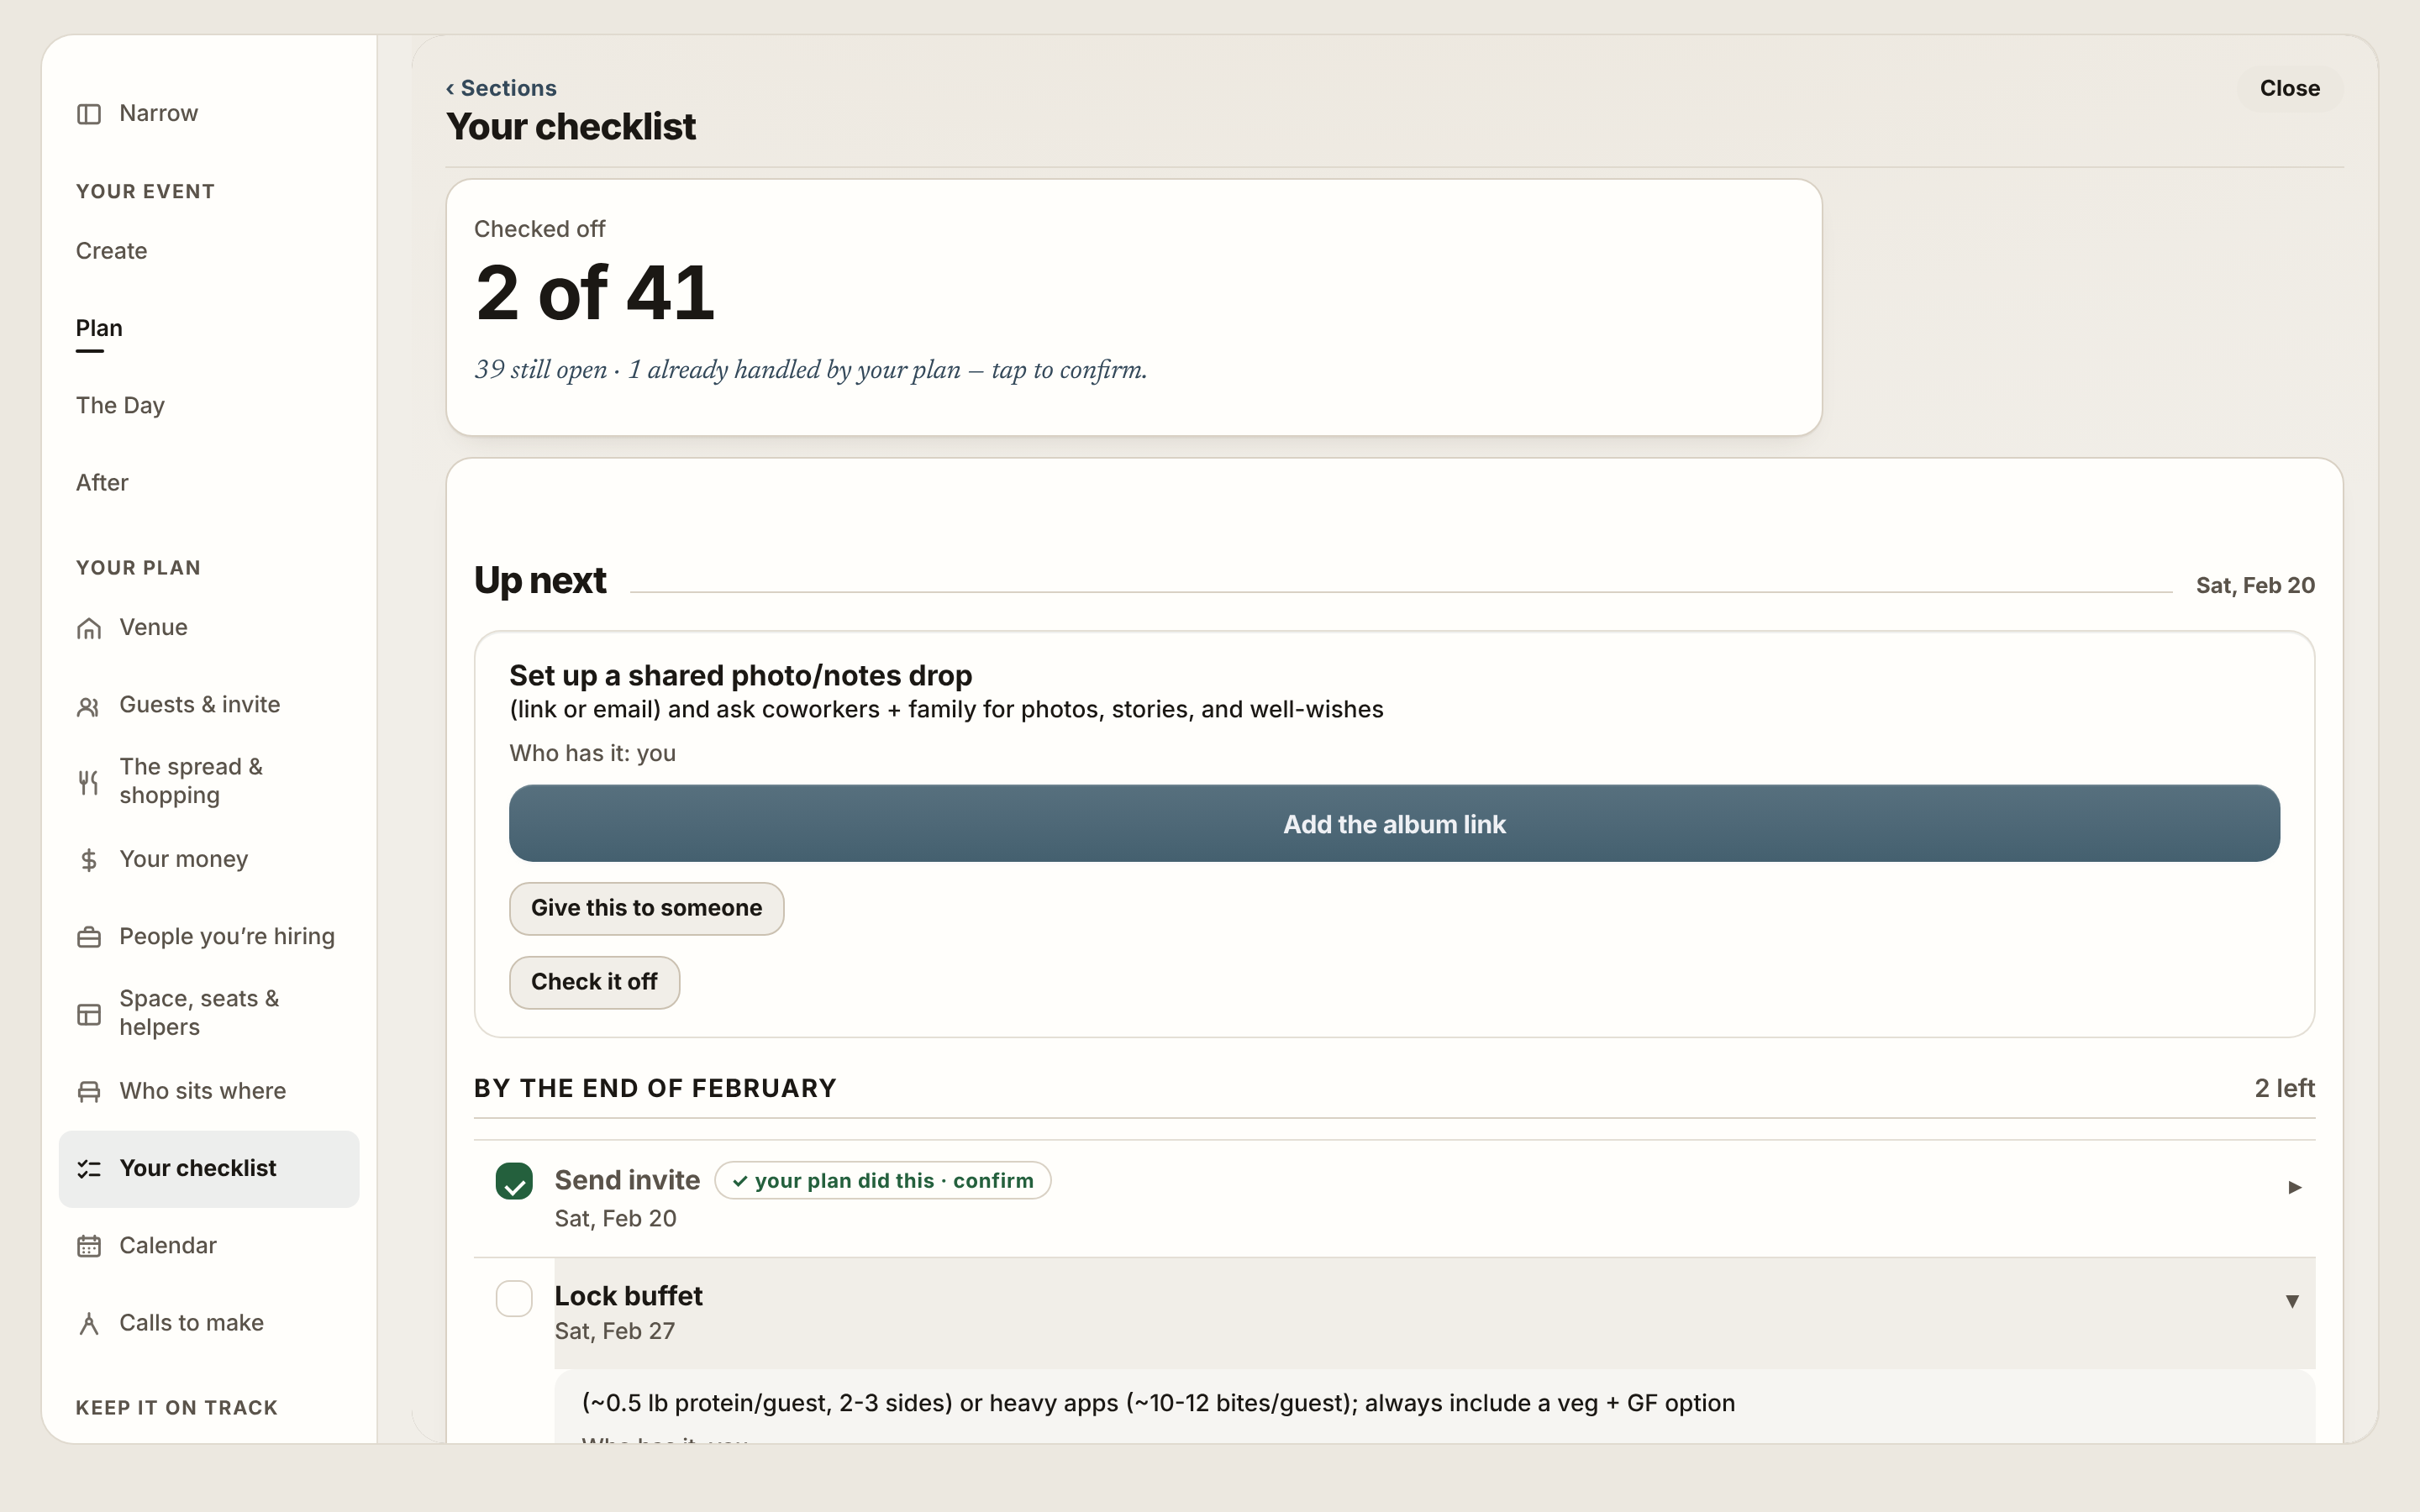 Narrow
YOUR EVENT
Create
Plan
The Day
After
YOUR PLAN
Venue
Guests & invite
The spread &
shopping
Your money
People you’re hiring
Space, seats &
helpers
Who sits where
Your checklist
Calendar
Calls to make
KEEP IT ON TRACK
‹ Sections
Close
Your checklist
Checked off
2 of 41
39 still open · 1 already handled by your plan – tap to confirm.
Up next
Sat, Feb 20
Set up a shared photo/notes drop
(link or email) and ask coworkers + family for photos, stories, and well-wishes
Who has it: you
Add the album link
Give this to someone
Check it off
BY THE END OF FEBRUARY
2 left
Send invite ✓ your plan did this · confirm
Sat, Feb 20
Lock buffet
Sat, Feb 27
(~0.5 lb protein/guest, 2-3 sides) or heavy apps (~10-12 bites/guest); always include a veg + GF option
Who has it: you